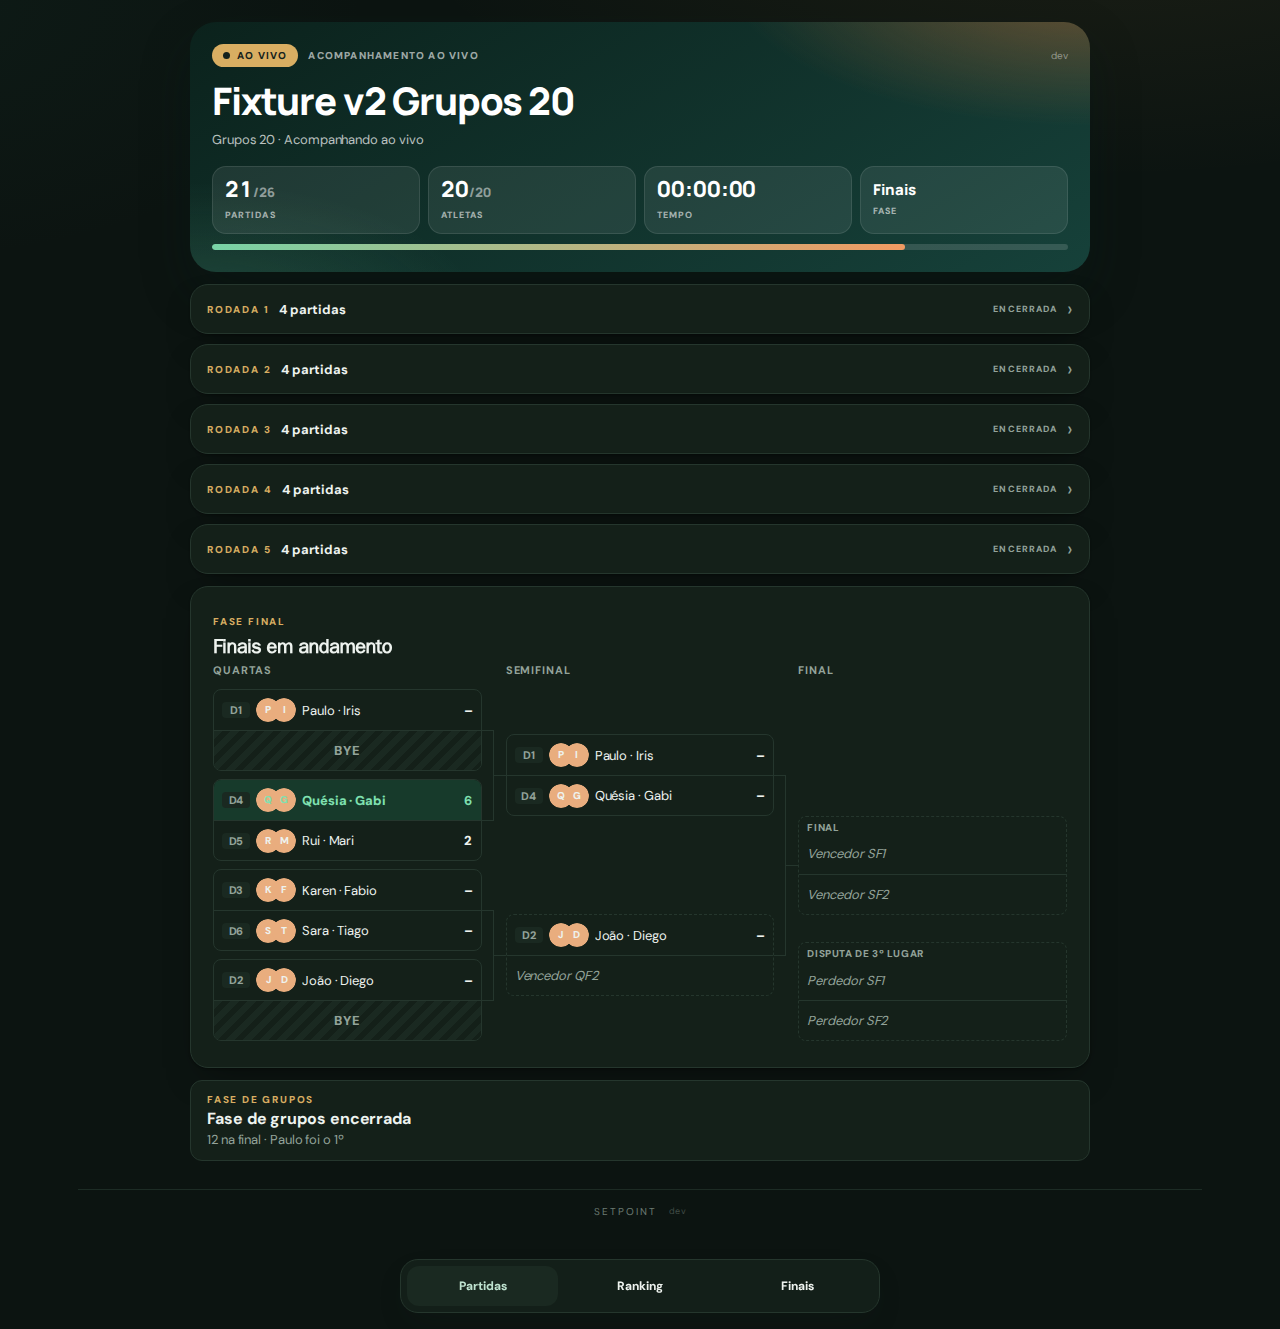 AO VIVO ACOMPANHAMENTO AO VIVO dev
Fixture v2 Grupos 20
Grupos 20 · Acompanhando ao vivo
21/26 20/20 00:00:00 Finais
PARTIDAS ATLETAS TEMPO FASE
RODADA 1 4 partidas ENCERRADA ›
RODADA 2 4 partidas ENCERRADA ›
RODADA 3 4 partidas ENCERRADA ›
RODADA 4 4 partidas ENCERRADA ›
RODADA 5 4 partidas ENCERRADA ›
FASE FINAL
Finais em andamento
QUARTAS
D1 P I Paulo · Iris –
BYE
D4 Quésia · Gabi 6
D5 R M Rui · Mari 2
D3 K F Karen · Fabio –
D6 S T Sara · Tiago –
D2 J D João · Diego –
BYE
SEMIFINAL
D1 P I Paulo · Iris –
D4 Q G Quésia · Gabi –
D2 J D João · Diego –
Vencedor QF2
FINAL
FINAL
Vencedor SF1
Vencedor SF2
DISPUTA DE 3º LUGAR
Perdedor SF1
Perdedor SF2
FASE DE GRUPOS
Fase de grupos encerrada
12 na final · Paulo foi o 1º
SETPOINT dev
Partidas Ranking Finais